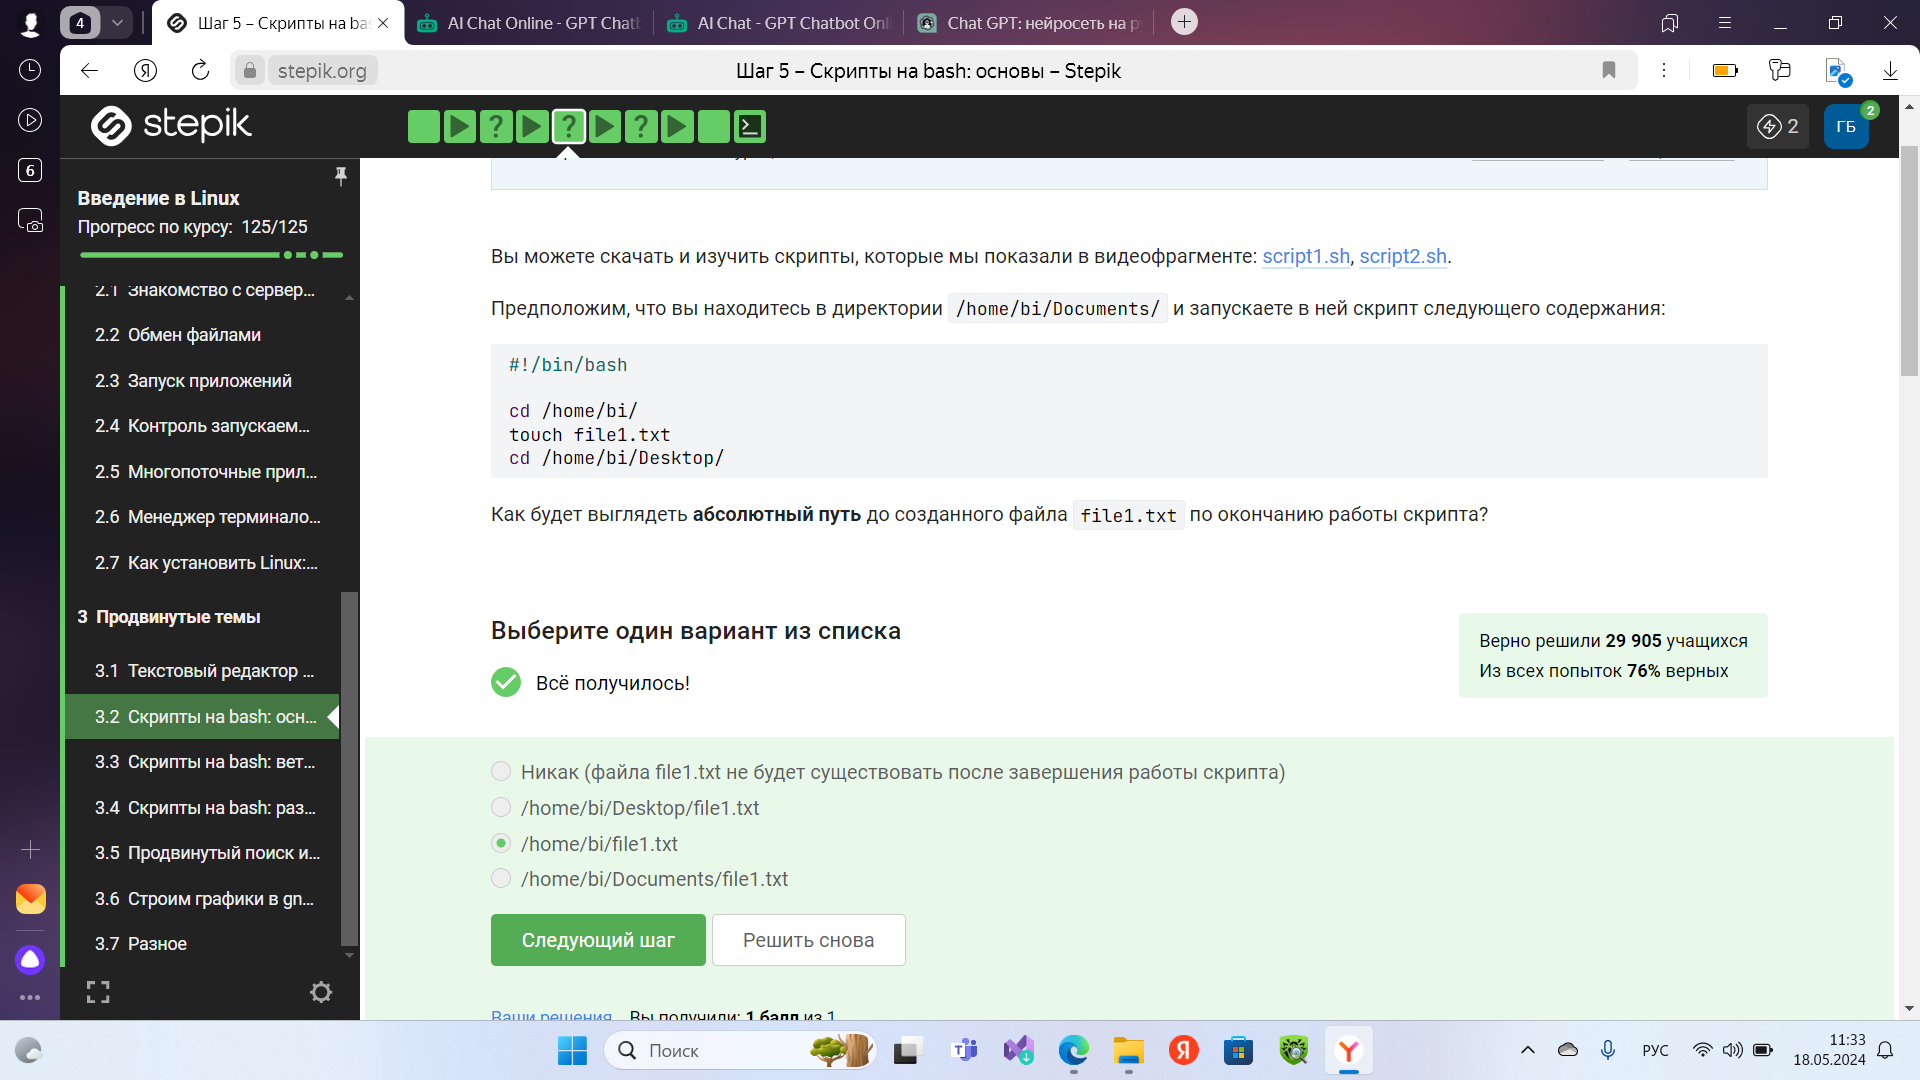 4
Шаг 5 – Скрипты на ba
AI Chat Online - GPT Chatb
AI Chat - GPT Chatbot Onl
Chat GPT: нейросеть на р
stepik.org
Шаг 5 – Скрипты на bash: основы – Stepik
stepik
2
ГБ
2
6
Введение в Linux
Прогресс по курсу: 125/125
2.1 Знакомство с сервер...
2.2 Обмен файлами
2.3 Запуск приложений
2.4 Контроль запускаем...
2.5 Многопоточные прил...
2.6 Менеджер терминало...
2.7 Как установить Linux:...
3 Продвинутые темы
3.1 Текстовый редактор ...
3.2 Скрипты на bash: осн...
3.3 Скрипты на bash: вет...
3.4 Скрипты на bash: раз...
3.5 Продвинутый поиск и...
3.6 Строим графики в gn...
3.7 Разное
Вы можете скачать и изучить скрипты, которые мы показали в видеофрагменте: script1.sh, script2.sh.
Предположим, что вы находитесь в директории /home/bi/Documents/ и запускаете в ней скрипт следующего содержания:
#!/bin/bash
cd /home/bi/
touch file1.txt
cd /home/bi/Desktop/
Как будет выглядеть абсолютный путь до созданного файла file1.txt по окончанию работы скрипта?
Выберите один вариант из списка
Всё получилось!
Верно решили 29 905 учащихся
Из всех попыток 76% верных
Никак (файла file1.txt не будет существовать после завершения работы скрипта)
/home/bi/Desktop/file1.txt
/home/bi/file1.txt
/home/bi/Documents/file1.txt
Следующий шаг
Решить снова
Ваши решения Вы получили: 1 балл из 1
Поиск
РУС
11:33
18.05.2024